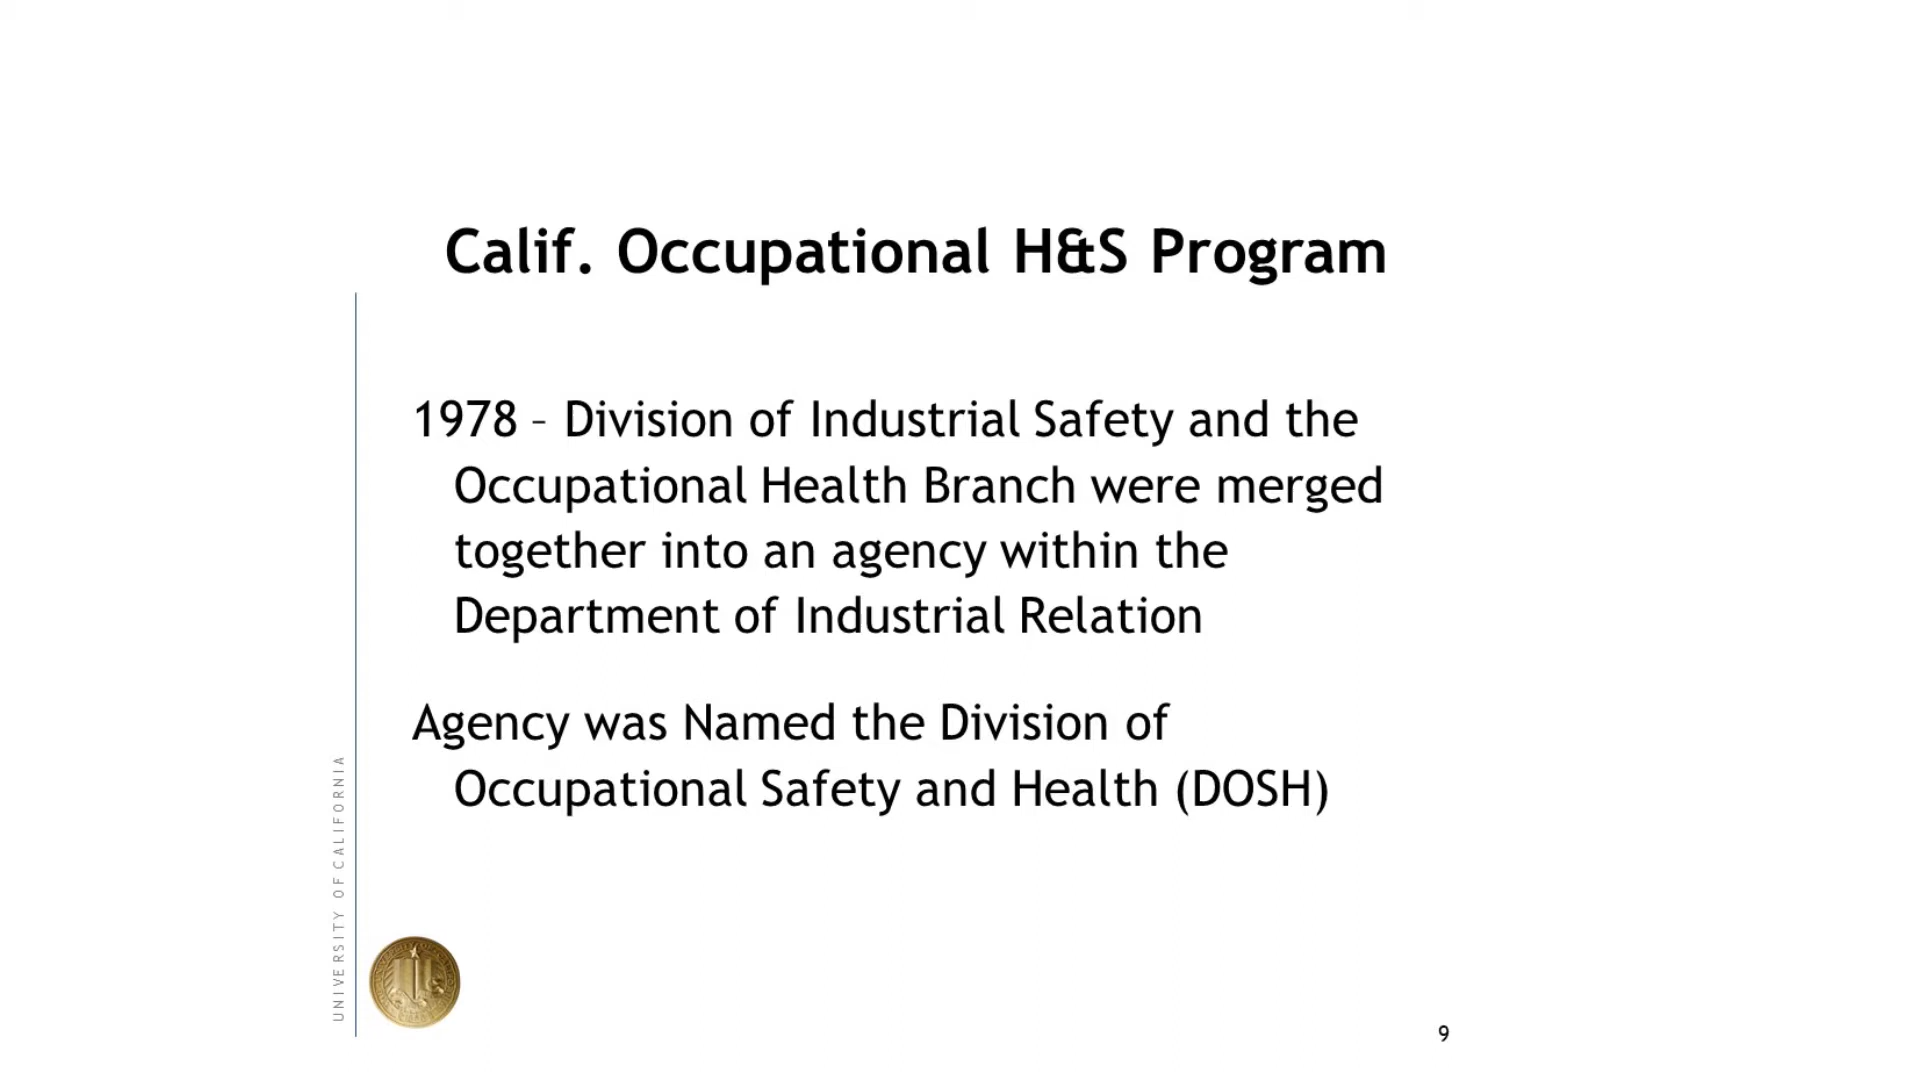 Calif. Occupational H&S Program
1978 – Division of Industrial Safety and the
Occupational Health Branch were merged
together into an agency within the
Department of Industrial Relation
Agency was Named the Division of
Occupational Safety and Health (DOSH)
UNIVERSITY OF CALIFORNIA
9